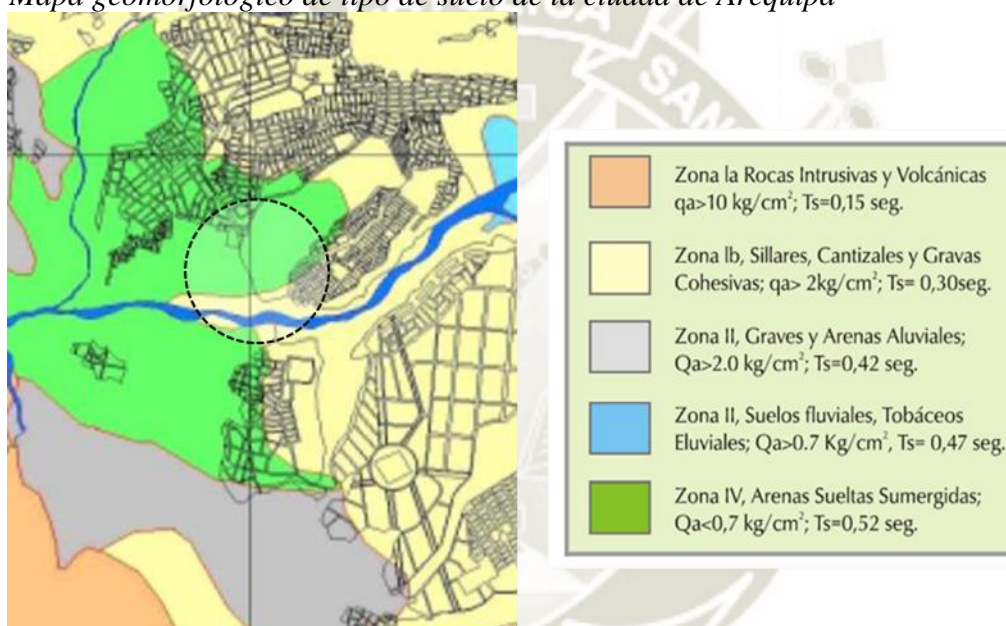 Mapa geomorfológico de tipo de suelo de la ciudad de Arequipa
SAN
Zona la Rocas Intrusivas y Volcánicas
qa>10 kg/cm²; Ts=0,15 seg.
Zona lb, Sillares, Cantizales y Gravas
Cohesivas; qa> 2kg/cm²; Ts= 0,30seg.
Zona II, Graves y Arenas Aluviales;
Qa>2.0 kg/cm²; Ts=0,42 seg.
Zona II, Suelos fluviales, Tobáceos
Eluviales; Qa>0.7 Kg/cm², Ts= 0,47 seg.
Zona IV, Arenas Sueltas Sumergidas;
Qa<0,7 kg/cm²; Ts=0,52 seg.